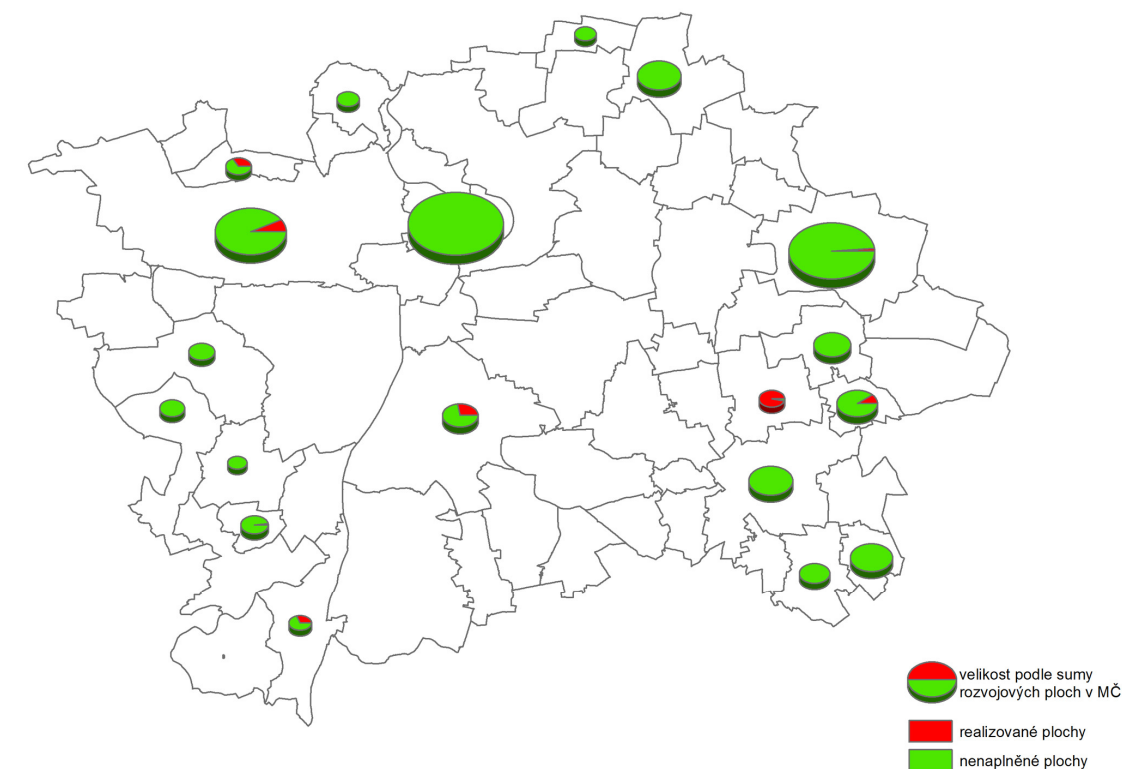 velikost podle sumy
rozvojových ploch v MČ
realizované plochy
nenaplněné plochy